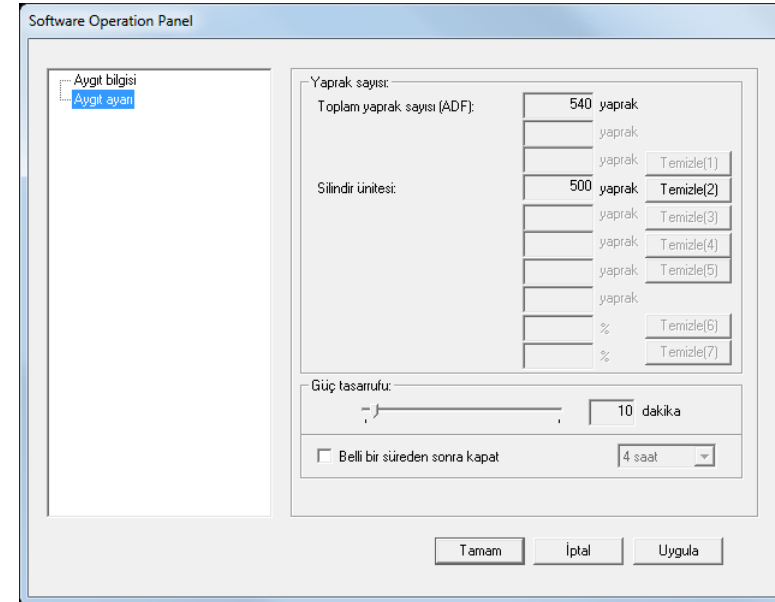 Software Operation Panel
Aygıt bilgisi
Aygıt ayarı
Yaprak sayısı:
Toplam yaprak sayısı (ADF): 540 yaprak
yaprak
yaprak Temizle(1)
Silindir ünitesi: 500 yaprak Temizle(2)
yaprak Temizle(3)
yaprak Temizle(4)
yaprak Temizle(5)
yaprak
% Temizle(6)
% Temizle(7)
Güç tasarrufu:
10 dakika
Belli bir süreden sonra kapat 4 saat
Tamam İptal Uygula